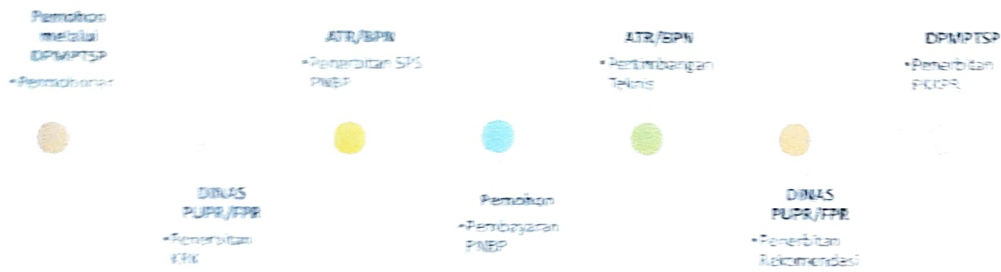 Pemohon
melalui
DPMPTSP
•Permohonan
DINAS
PUPR/FPR
•Penerbitan
KRK
ATR/BPN
•Penerbitan SPS
PNBP
Pemohon
•Pembayaran
PNBP
ATR/BPN
•Pertimbangan
Teknis
DINAS
PUPR/FPR
•Penerbitan
Rekomendasi
DPMPTSP
•Penerbitan
PKKPR